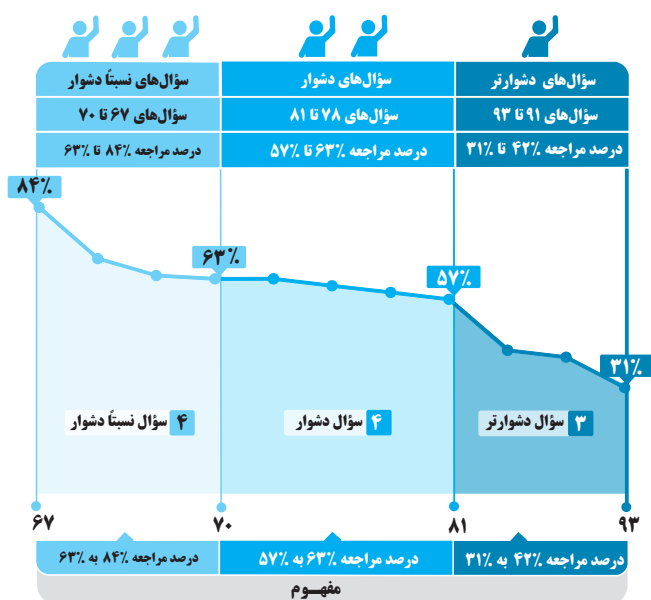 سؤال‌های دشوارتر
سؤال‌های دشوار
سؤال‌های نسبتاً دشوار
سؤال‌های ۹۱ تا ۹۳
سؤال‌های ۷۸ تا ۸۱
سؤال‌های ۶۷ تا ۷۰
درصد مراجعه ۴۲٪ تا ۳۱٪
درصد مراجعه ۶۳٪ تا ۵۷٪
درصد مراجعه ۸۴٪ تا ۶۳٪
۸۴٪
۶۳٪
۵۷٪
۳۱٪
۳ سؤال دشوارتر
۴ سؤال دشوار
۴ سؤال نسبتاً دشوار
۹۳
۸۱
۷۰
۶۷
درصد مراجعه ۴۲٪ به ۳۱٪
درصد مراجعه ۶۳٪ به ۵۷٪
درصد مراجعه ۸۴٪ به ۶۳٪
مفهــوم